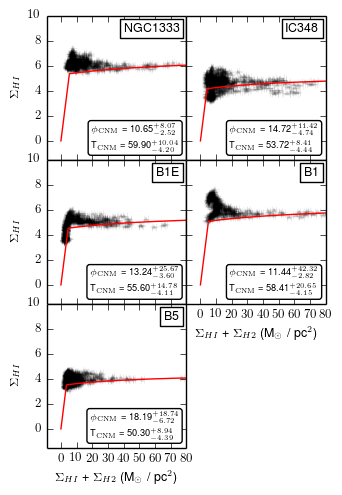 10
8
6
4
2
0
Σ_HI
NGC1333
ϕ_CNM = 10.65 +8.07 −2.52
T_CNM = 59.90 +10.04 −4.20
IC348
ϕ_CNM = 14.72 +11.42 −4.74
T_CNM = 53.72 +8.41 −4.44
10
8
6
4
2
0
Σ_HI
B1E
ϕ_CNM = 13.24 +25.67 −3.60
T_CNM = 55.60 +14.78 −4.11
B1
ϕ_CNM = 11.44 +42.32 −2.82
T_CNM = 58.41 +20.65 −4.15
0 10 20 30 40 50 60 70 80
Σ_HI + Σ_H2 (M⊙ / pc²)
10
8
6
4
2
0
Σ_HI
B5
ϕ_CNM = 18.19 +18.74 −6.72
T_CNM = 50.30 +8.94 −4.39
0 10 20 30 40 50 60 70 80
Σ_HI + Σ_H2 (M⊙ / pc²)